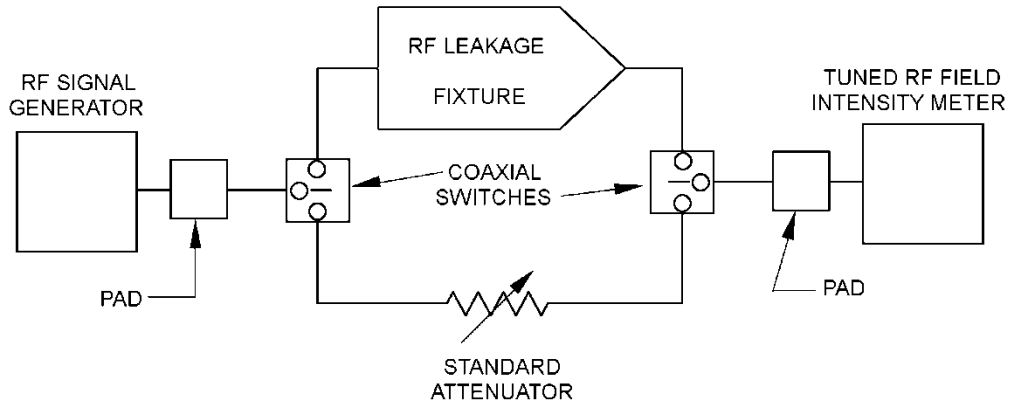 RF LEAKAGE
FIXTURE
RF SIGNAL
GENERATOR
TUNED RF FIELD
INTENSITY METER
COAXIAL
SWITCHES
PAD
PAD
STANDARD
ATTENUATOR